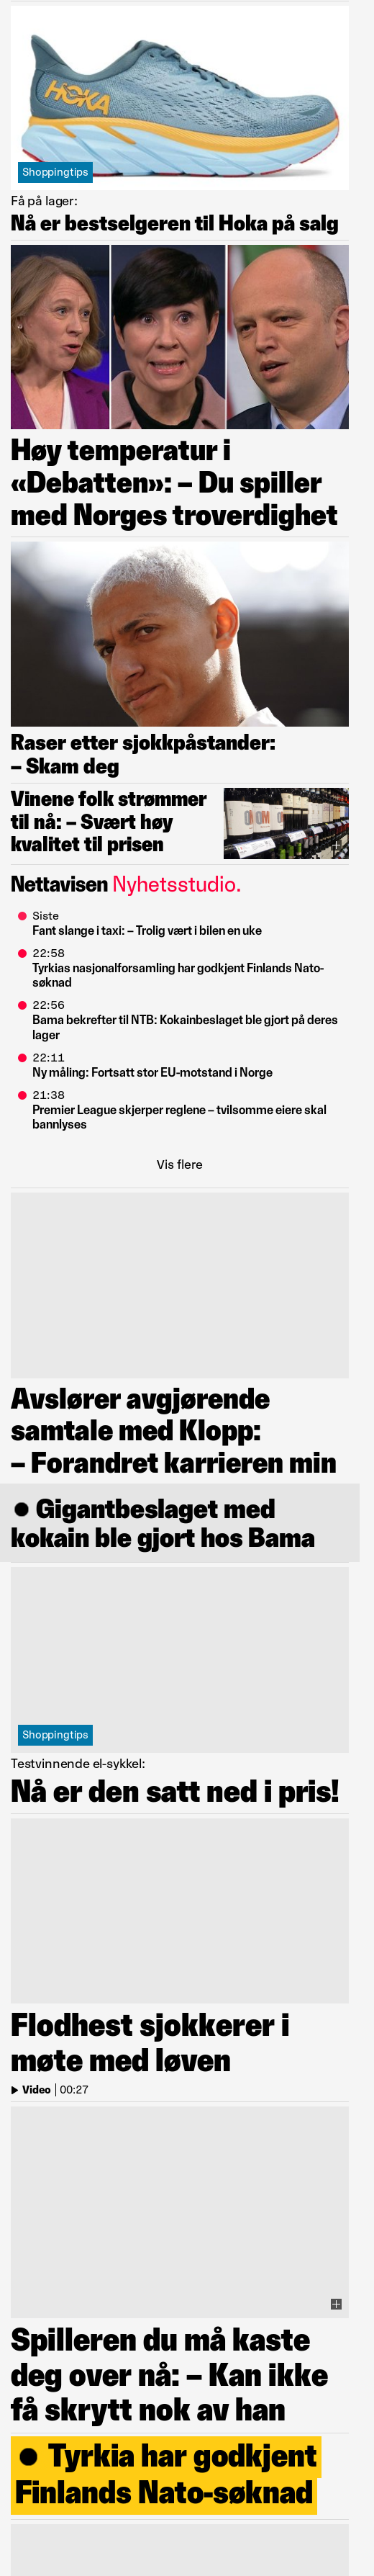 HOKA
Shoppingtips
Få på lager:
Nå er bestselgeren til Hoka på salg
Høy temperatur i
«Debatten»: – Du spiller
med Norges troverdighet
Raser etter sjokkpåstander:
– Skam deg
Vinene folk strømmer
til nå: – Svært høy
kvalitet til prisen
Nettavisen Nyhetsstudio.
Siste
Fant slange i taxi: – Trolig vært i bilen en uke
22:58
Tyrkias nasjonalforsamling har godkjent Finlands Nato-
søknad
22:56
Bama bekrefter til NTB: Kokainbeslaget ble gjort på deres
lager
22:11
Ny måling: Fortsatt stor EU-motstand i Norge
21:38
Premier League skjerper reglene – tvilsomme eiere skal
bannlyses
Vis flere
Avslører avgjørende
samtale med Klopp:
– Forandret karrieren min
Gigantbeslaget med
kokain ble gjort hos Bama
Shoppingtips
Testvinnende el-sykkel:
Nå er den satt ned i pris!
Flodhest sjokkerer i
møte med løven
Video | 00:27
Spilleren du må kaste
deg over nå: – Kan ikke
få skrytt nok av han
Tyrkia har godkjent
Finlands Nato-søknad